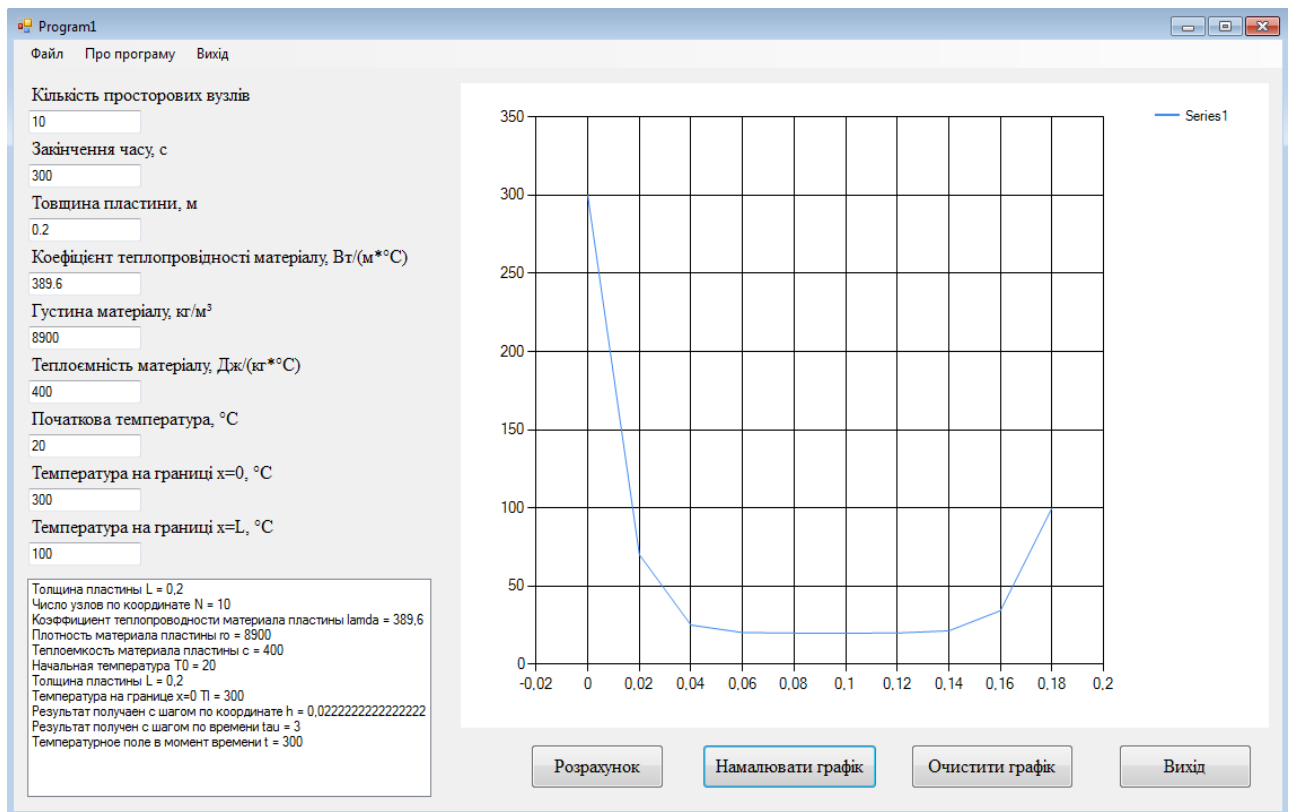 Program1
Файл Про програму Вихід
Кількість просторових вузлів
10
Закінчення часу, с
300
Товщина пластини, м
0.2
Коефіцієнт теплопровідності матеріалу, Вт/(м*°C)
389.6
Густина матеріалу, кг/м³
8900
Теплоємність матеріалу, Дж/(кг*°C)
400
Початкова температура, °C
20
Температура на границі x=0, °C
300
Температура на границі x=L, °C
100
Толщина пластины L = 0,2
Число узлов по координате N = 10
Коэффициент теплопроводности материала пластины lamda = 389,6
Плотность материала пластины ro = 8900
Теплоемкость материала пластины c = 400
Начальная температура T0 = 20
Толщина пластины L = 0,2
Температура на границе x=0 Tl = 300
Результат получаен с шагом по координате h = 0,0222222222222222
Результат получен с шагом по времени tau = 3
Температурное поле в момент времени t = 300
350
300
250
200
150
100
50
0
-0,02 0 0,02 0,04 0,06 0,08 0,1 0,12 0,14 0,16 0,18 0,2
Series1
Розрахунок Намалювати графік Очистити графік Вихід